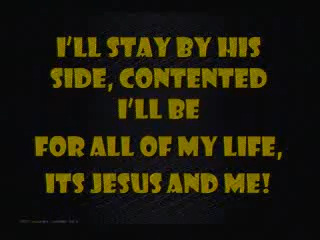 I'LL STAY BY HIS
SIDE, CONTENTED
I'LL BE
FOR ALL OF MY LIFE,
ITS JESUS AND ME!